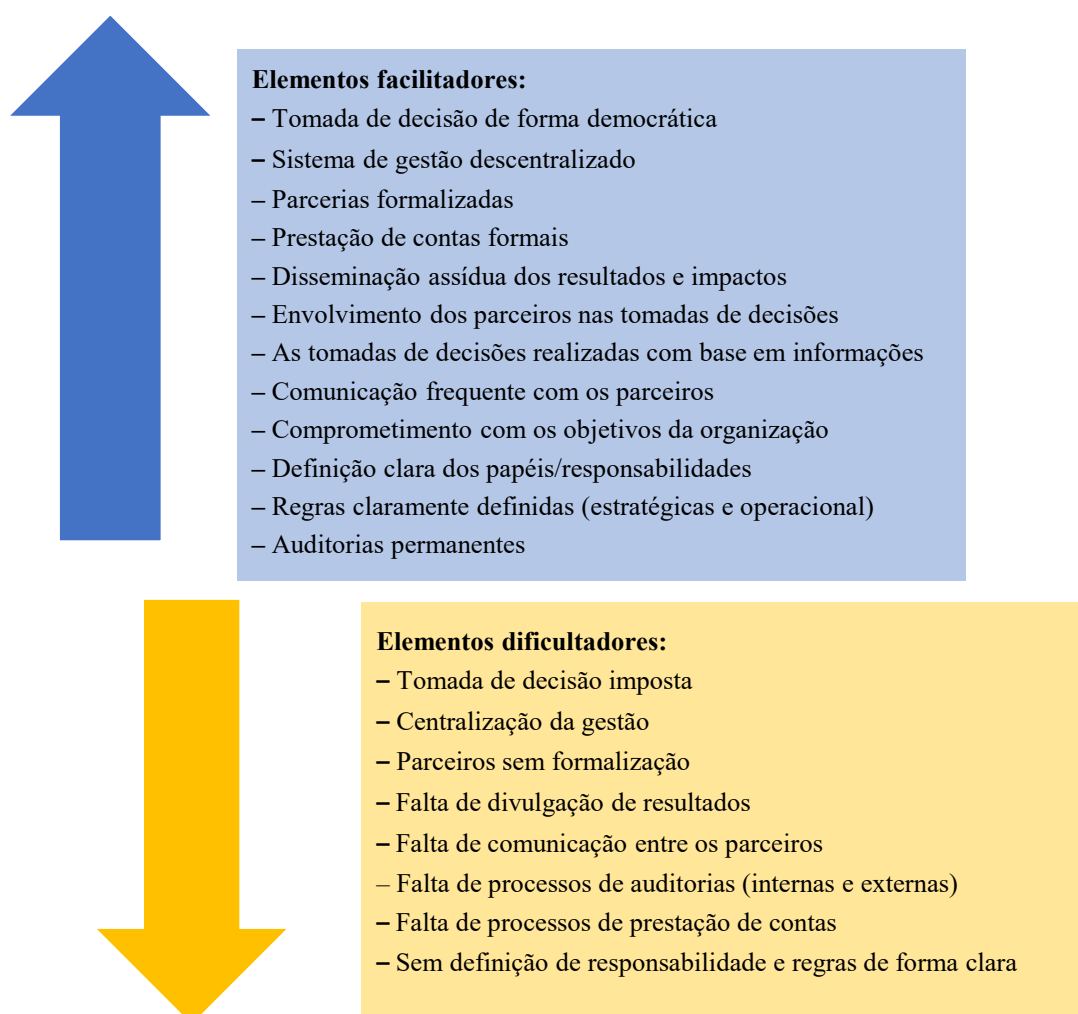 Elementos facilitadores:
– Tomada de decisão de forma democrática
– Sistema de gestão descentralizado
– Parcerias formalizadas
– Prestação de contas formais
– Disseminação assídua dos resultados e impactos
– Envolvimento dos parceiros nas tomadas de decisões
– As tomadas de decisões realizadas com base em informações
– Comunicação frequente com os parceiros
– Comprometimento com os objetivos da organização
– Definição clara dos papéis/responsabilidades
– Regras claramente definidas (estratégicas e operacional)
– Auditorias permanentes
Elementos dificultadores:
– Tomada de decisão imposta
– Centralização da gestão
– Parceiros sem formalização
– Falta de divulgação de resultados
– Falta de comunicação entre os parceiros
– Falta de processos de auditorias (internas e externas)
– Falta de processos de prestação de contas
– Sem definição de responsabilidade e regras de forma clara